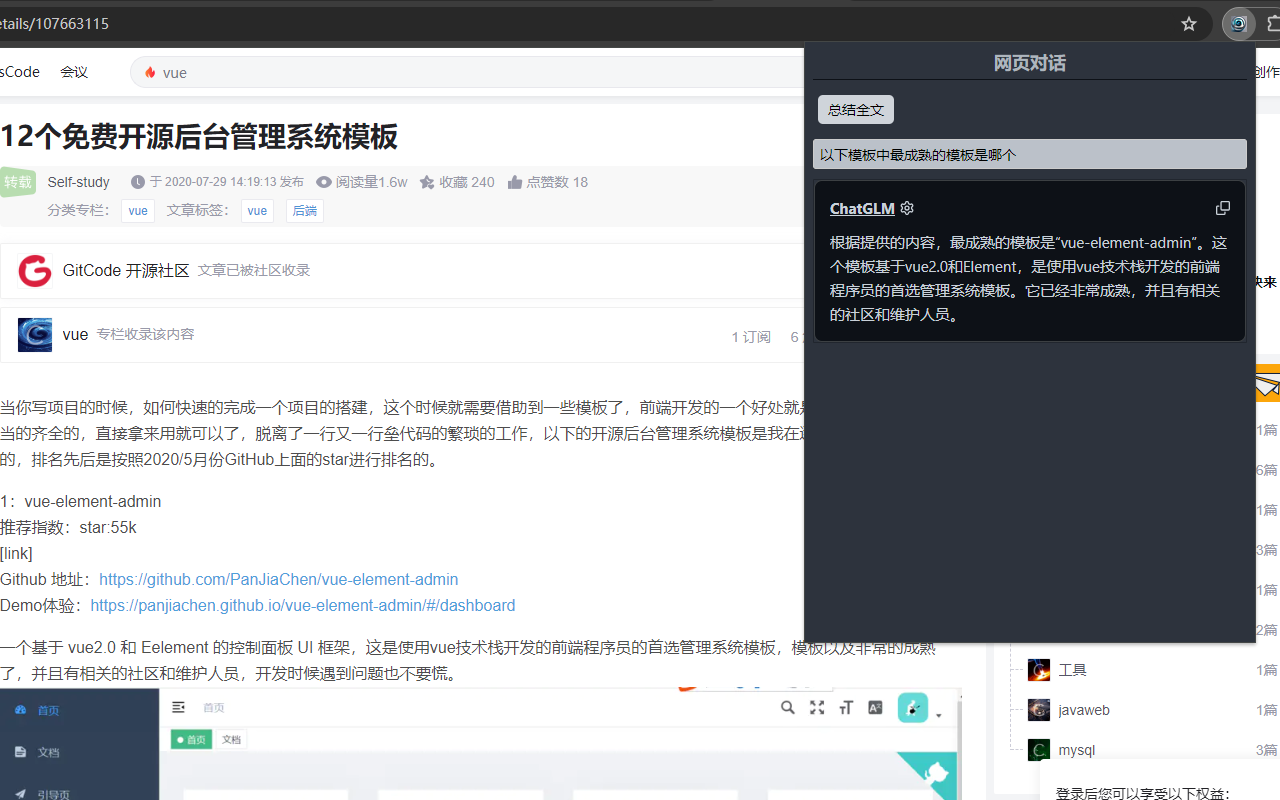 etails/107663115
sCode 会议 vue 创作
12个免费开源后台管理系统模板
转载 Self-study 于 2020-07-29 14:19:13 发布 阅读量1.6w 收藏 240 点赞数 18
分类专栏： vue 文章标签： vue 后端
GitCode 开源社区 文章已被社区收录
vue 专栏收录该内容
1 订阅 6
当你写项目的时候，如何快速的完成一个项目的搭建，这个时候就需要借助到一些模板了，前端开发的一个好处就是
当的齐全的，直接拿来用就可以了，脱离了一行又一行垒代码的繁琐的工作，以下的开源后台管理系统模板是我在
的，排名先后是按照2020/5月份GitHub上面的star进行排名的。
1：vue-element-admin
推荐指数：star:55k
[link]
Github 地址：https://github.com/PanJiaChen/vue-element-admin
Demo体验：https://panjiachen.github.io/vue-element-admin/#/dashboard
一个基于 vue2.0 和 Eelement 的控制面板 UI 框架，这是使用vue技术栈开发的前端程序员的首选管理系统模板，模板以及非常的成熟
了，并且有相关的社区和维护人员，开发时候遇到问题也不要慌。
首页
文档
引导页
首页
首页 文档
网页对话
总结全文
以下模板中最成熟的模板是哪个
ChatGLM
根据提供的内容，最成熟的模板是“vue-element-admin”。这
个模板基于vue2.0和Element，是使用vue技术栈开发的前端
程序员的首选管理系统模板。它已经非常成熟，并且有相关
的社区和维护人员。
快来
1篇
6篇
1篇
3篇
1篇
2篇
工具 1篇
javaweb 1篇
mysql 3篇
登录后您可以享受以下权益：